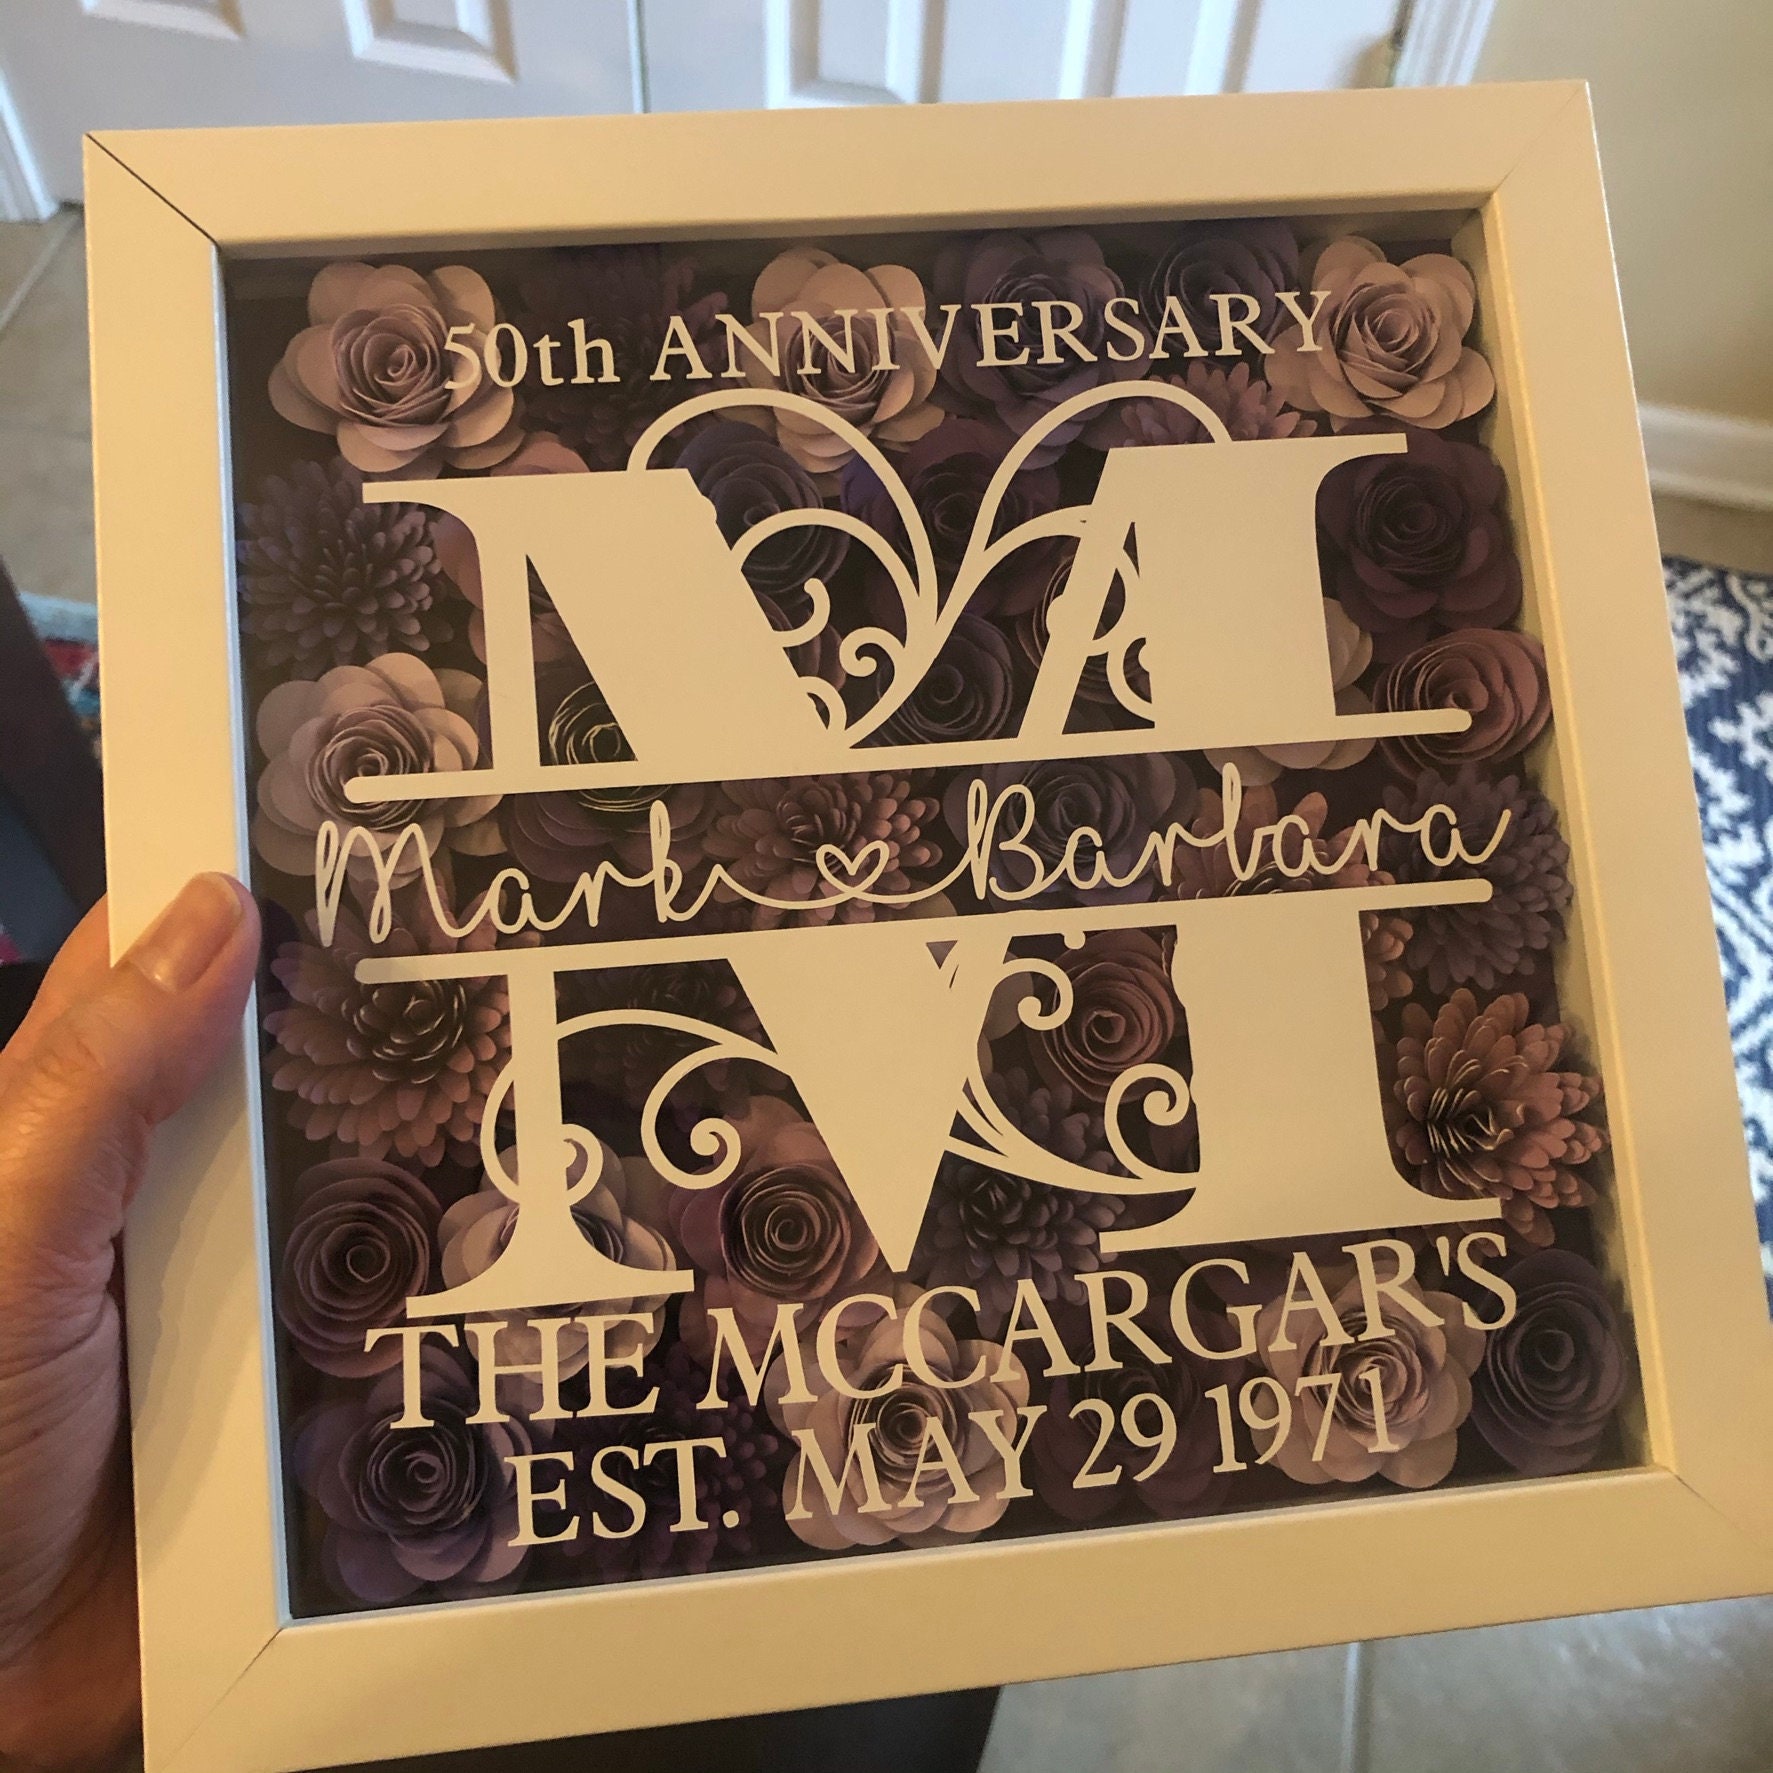 50th ANNIVERSARY
M
Mark Barbara
THE MCCARGAR'S
EST. MAY 29 1971